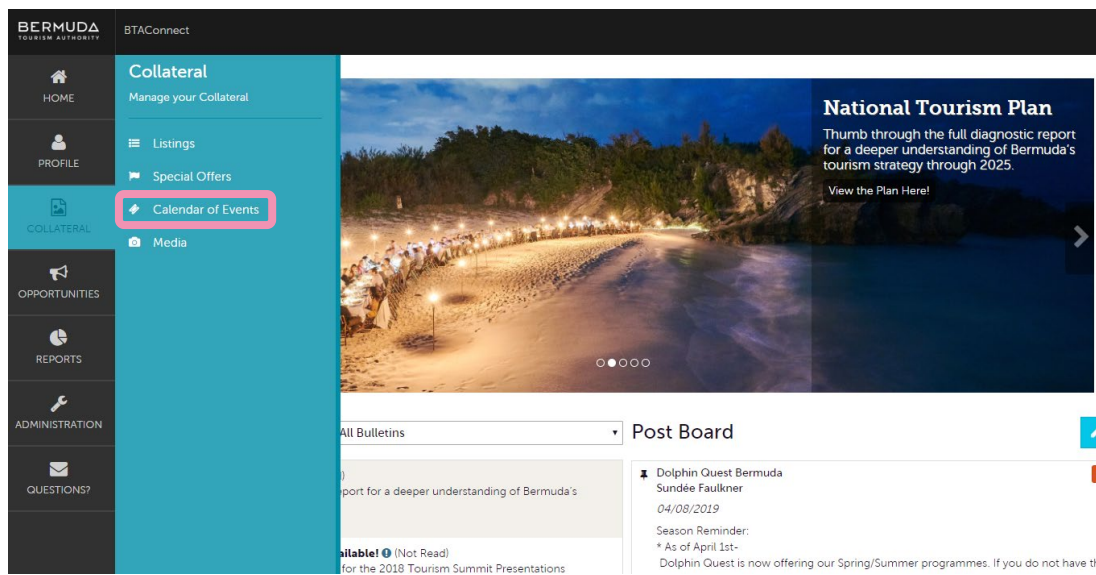 BERMUDA
TOURISM AUTHORITY
BTAConnect
HOME
PROFILE
COLLATERAL
OPPORTUNITIES
REPORTS
ADMINISTRATION
QUESTIONS?
Collateral
Manage your Collateral
Listings
Special Offers
Calendar of Events
Media
National Tourism Plan
Thumb through the full diagnostic report
for a deeper understanding of Bermuda's
tourism strategy through 2025.
View the Plan Here!
All Bulletins
port for a deeper understanding of Bermuda's
ailable! (Not Read)
for the 2018 Tourism Summit Presentations
Post Board
Dolphin Quest Bermuda
Sundée Faulkner
04/08/2019
Season Reminder:
* As of April 1st-
Dolphin Quest is now offering our Spring/Summer programmes. If you do not have th